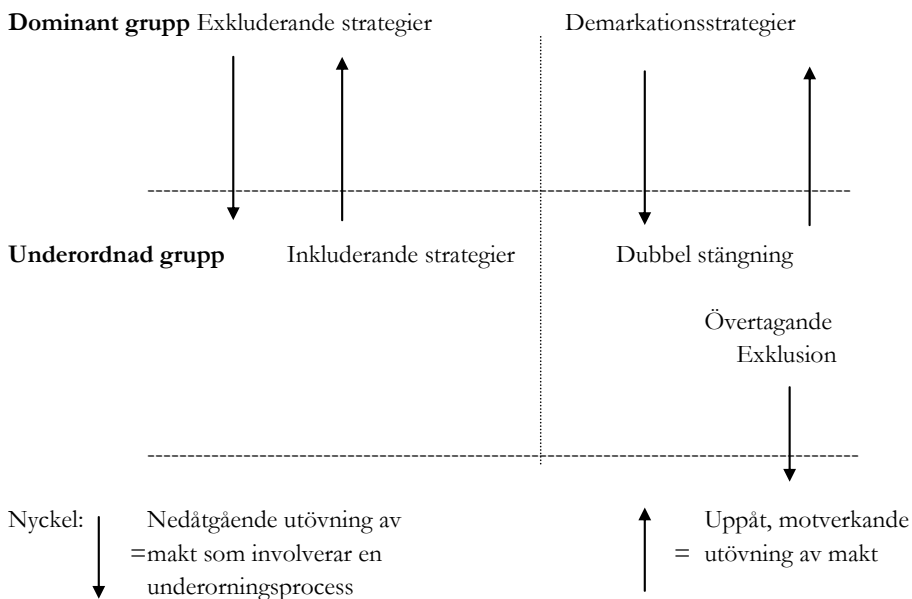 Dominant grupp Exkluderande strategier Demarkationsstrategier
Underordnad grupp Inkluderande strategier Dubbel stängning
Övertagande
Exklusion
Nyckel: Nedåtgående utövning av
=makt som involverar en
underorningsprocess
Uppåt, motverkande
= utövning av makt